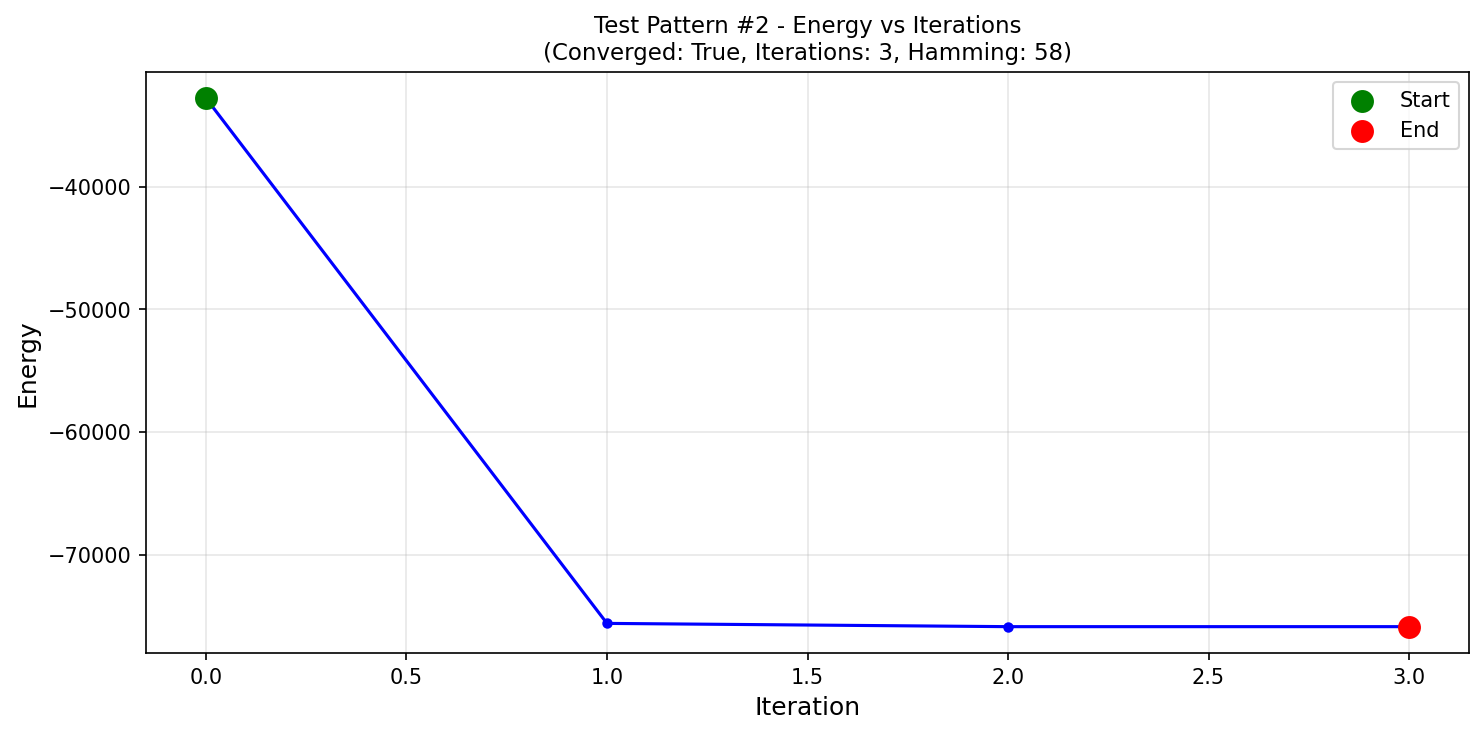 Test Pattern #2 - Energy vs Iterations
(Converged: True, Iterations: 3, Hamming: 58)
Start
End
Energy
−40000
−50000
−60000
−70000
0.0 0.5 1.0 1.5 2.0 2.5 3.0
Iteration